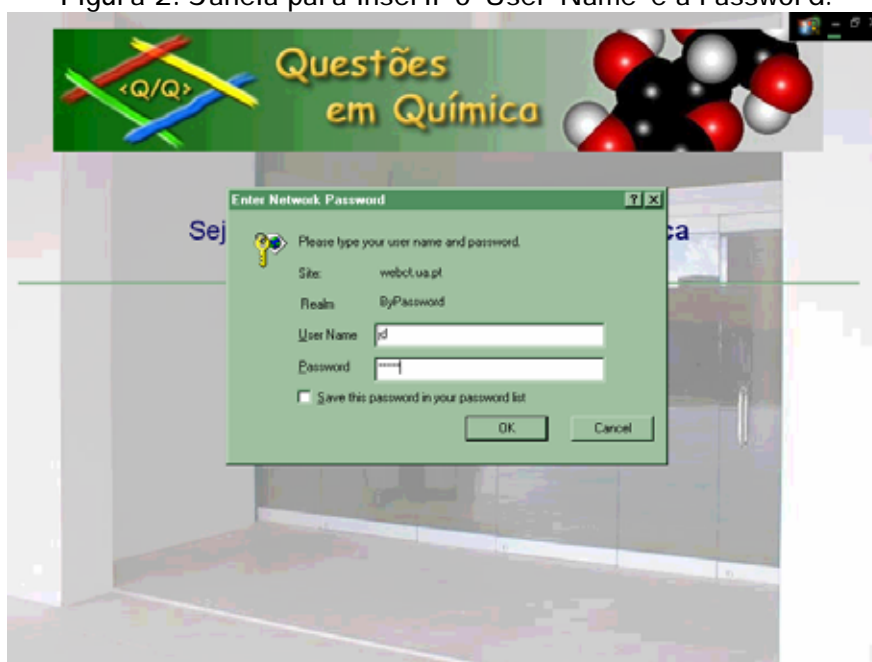 Figura 2: Janela para inserir o 'User Name' e a Password.
<Q/Q>
Questões
em Química
Enter Network Password
Sej
ça
Please type your user name and password.
Site: webct.ua.pt
Realm ByPassword
User Name jd
Password *****
Save this password in your password list
OK Cancel